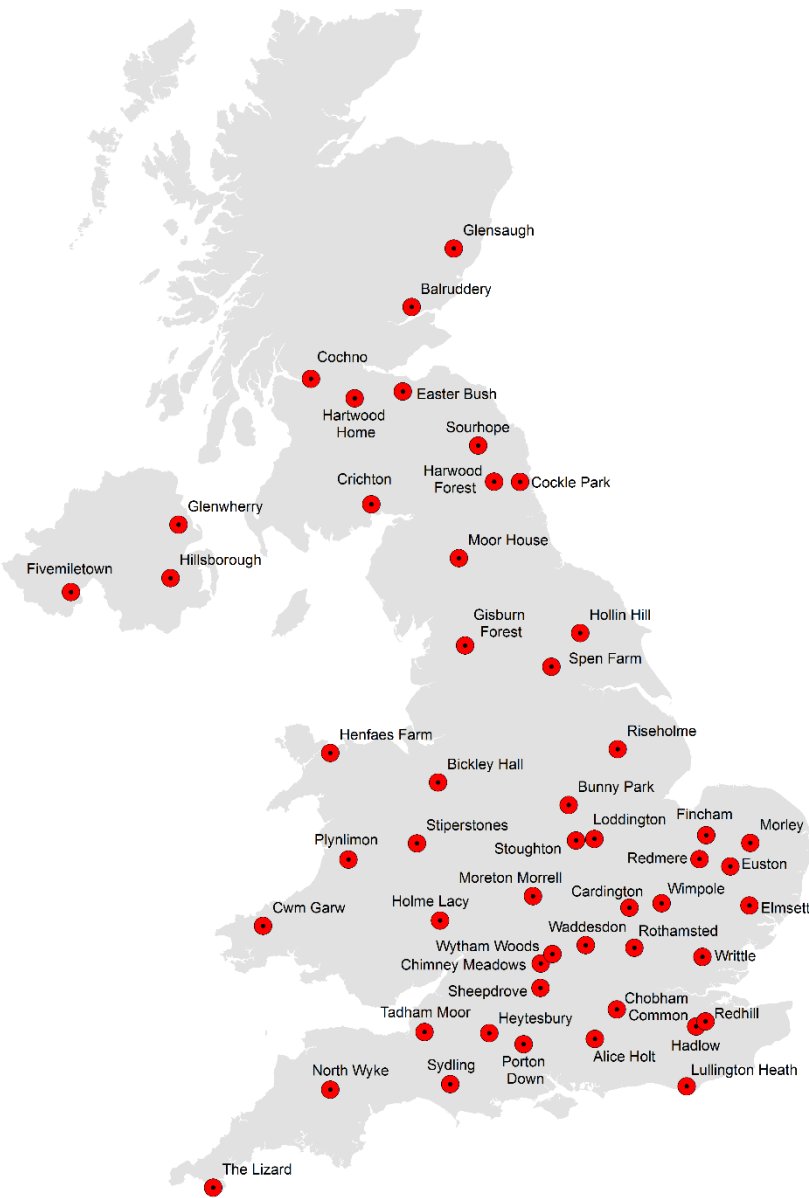 Glensaugh
Balruddery
Cochno
Easter Bush
Hartwood
Home
Sourhope
Harwood
Forest
Cockle Park
Crichton
Glenwherry
Moor House
Hillsborough
Fivemiletown
Gisburn
Forest
Hollin Hill
Spen Farm
Henfaes Farm
Riseholme
Bickley Hall
Bunny Park
Stiperstones
Loddington
Fincham
Morley
Plynlimon
Stoughton
Redmere
Euston
Moreton Morrell
Cardington
Wimpole
Holme Lacy
Elmsett
Cwm Garw
Waddesdon
Rothamsted
Wytham Woods
Writtle
Chimney Meadows
Sheepdrove
Chobham
Common
Redhill
Tadham Moor
Heytesbury
Hadlow
Alice Holt
Porton
Down
North Wyke
Sydling
Lullington Heath
The Lizard